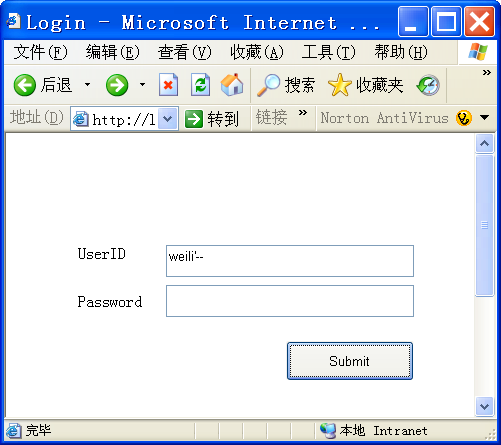 Login - Microsoft Internet ...
文件(F) 编辑(E) 查看(V) 收藏(A) 工具(T) 帮助(H)
后退 搜索 收藏夹 »
地址(D) http://l 转到 链接 » Norton AntiVirus
UserID weili'--
Password
Submit
完毕 本地 Intranet